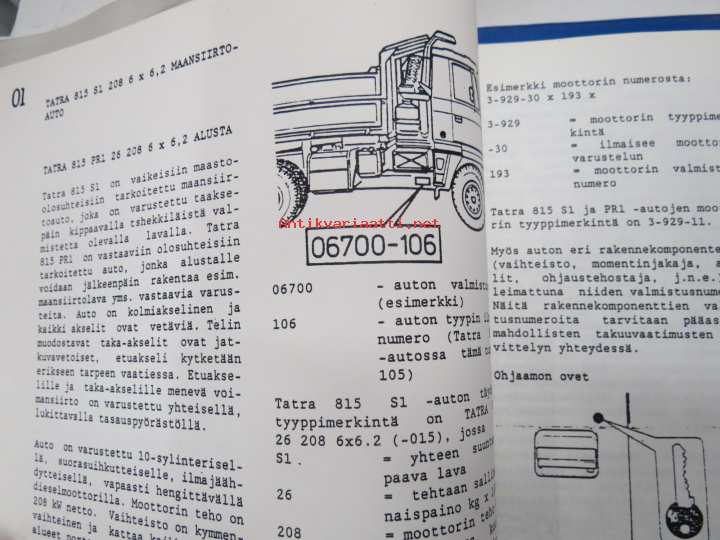 01
TATRA 815 S1 208 6 x 6,2 MAANSIIRTO-
AUTO
TATRA 815 PR1 26 208 6 x 6,2 ALUSTA
Tatra 815 S1 on vaikeisiin maasto-
olosuhteisiin tarkoitettu maansiir-
toauto, joka on varustettu taakse-
päin kippaavalla tshekkiläistä val-
mistetta olevalla lavalla. Tatra
815 PR1 on vastaaviin olosuhteisiin
tarkoitettu auto, jonka alustalle
voidaan jälkeenpäin rakentaa esim.
maansiirtolava yms. vastaavia varus-
teita. Auto on kolmiakselinen ja
kaikki akselit ovat vetäviä. Telin
muodostavat taka-akselit ovat jat-
kuvavetoiset, etuakseli kytketään
erikseen tarpeen vaatiessa. Etuakse-
lille ja taka-akselille menevä voi-
mansiirto on varustettu yhteisellä,
lukittavalla tasauspyörästöllä.
Auto on varustettu 10-sylinterisel-
lä, suorasuihkutteiselle, ilmajääh-
dytteisellä, vapaasti hengittävällä
dieselmoottorilla. Moottorin teho on
208 kW netto. Vaihteisto on kymmen-
vaihteinen ja kattaa
alueet
Antikvariaatti.net
06700-106
06700 - auton valmist
(esimerkki)
106 - auton tyypin
numero (Tatra
-autossa tämä
105)
Tatra 815 S1 -auton
tyyppimerkintä on TATRA
26 208 6x6.2 (-015), jossa
S1 = yhteen suunt
paava lava
26 = tehtaan sall
naispaino kg x
208 = moottorin teh
Esimerkki moottorin numerosta:
3-929-30 x 193 x
3-929 = moottorin tyyppime
kintä
-30 = ilmaisee moottor
varustelun
193 = moottorin valmist
numero
Tatra 815 S1 ja PR1 -autojen moot
rin tyyppimerkintä on 3-929-11.
Myös auton eri rakennekomponente
(vaihteisto, momentinjakaja, a
lit, ohjaustehostaja, j.n.e.)
leimattuna niiden valmistusnume
Näitä rakennekomponenttien va
tusnumeroita tarvitaan pääas
mahdollisten takuuvaatimusten
vittelyn yhteydessä.
Ohjaamon ovet